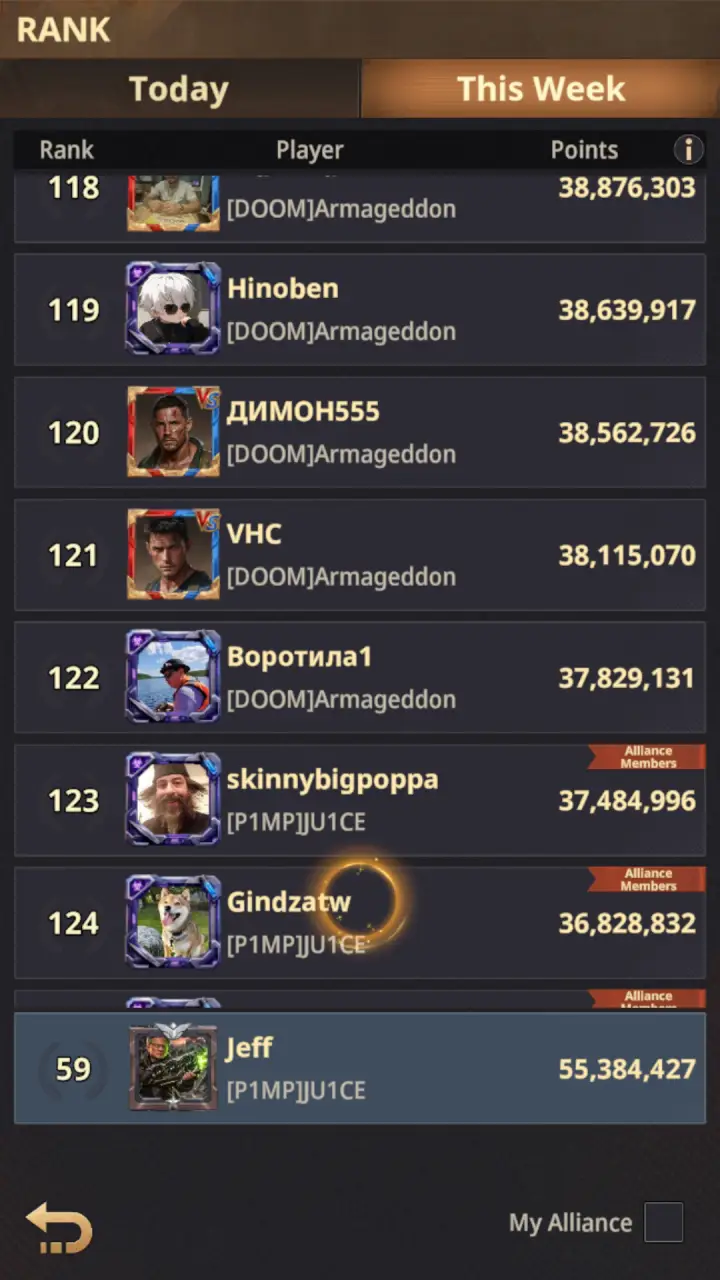 RANK
Today
This Week
Rank
Player
Points
118
[DOOM]Armageddon
38,876,303
119
Hinoben
[DOOM]Armageddon
38,639,917
120
VS
ДИМОН555
[DOOM]Armageddon
38,562,726
121
VS
VHC
[DOOM]Armageddon
38,115,070
122
Воротила1
[DOOM]Armageddon
37,829,131
123
skinnybigpoppa
[P1MP]JU1CE
Alliance
Members
37,484,996
124
Gindzatw
[P1MP]JU1CE
Alliance
Members
36,828,832
Alliance
Members
59
Jeff
[P1MP]JU1CE
55,384,427
My Alliance